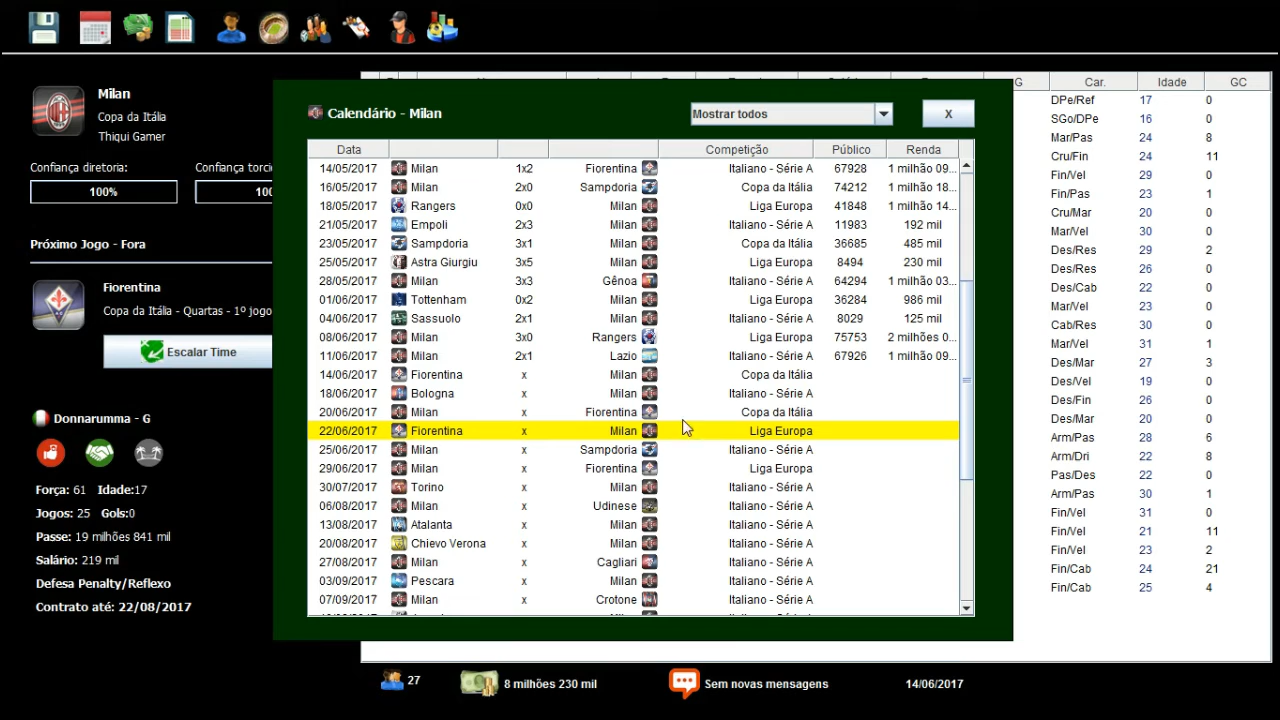 Milan
Copa da Itália
Thiqui Gamer
Confiança diretoria:
Confiança torci
100%
10
Próximo Jogo - Fora
Fiorentina
Copa da Itália - Quartas - 1º jogo
Escalar Time
Donnarumma - G
Força: 61 Idade:17
Jogos: 25 Gols:0
Passe: 19 milhões 841 mil
Salário: 219 mil
Defesa Penalty/Reflexo
Contrato até: 22/08/2017
Calendário - Milan
Mostrar todos
X
Data Competição Público Renda
14/05/2017 Milan 1x2 Fiorentina Italiano - Série A 67928 1 milhão 09...
16/05/2017 Milan 2x0 Sampdoria Copa da Itália 74212 1 milhão 18...
18/05/2017 Rangers 0x0 Milan Liga Europa 41848 1 milhão 14...
21/05/2017 Empoli 2x3 Milan Italiano - Série A 11983 192 mil
23/05/2017 Sampdoria 3x1 Milan Copa da Itália 36685 485 mil
25/05/2017 Astra Giurgiu 3x5 Milan Liga Europa 8494 230 mil
28/05/2017 Milan 3x3 Gênoa Italiano - Série A 64294 1 milhão 03...
01/06/2017 Tottenham 0x2 Milan Liga Europa 36284 986 mil
04/06/2017 Sassuolo 2x1 Milan Italiano - Série A 8029 125 mil
08/06/2017 Milan 3x0 Rangers Liga Europa 75753 2 milhões 0...
11/06/2017 Milan 2x1 Lazio Italiano - Série A 67926 1 milhão 09...
14/06/2017 Fiorentina x Milan Copa da Itália
18/06/2017 Bologna x Milan Italiano - Série A
20/06/2017 Milan x Fiorentina Copa da Itália
22/06/2017 Fiorentina x Milan Liga Europa
25/06/2017 Milan x Sampdoria Italiano - Série A
29/06/2017 Milan x Fiorentina Liga Europa
30/07/2017 Torino x Milan Italiano - Série A
06/08/2017 Milan x Udinese Italiano - Série A
13/08/2017 Atalanta x Milan Italiano - Série A
20/08/2017 Chievo Verona x Milan Italiano - Série A
27/08/2017 Milan x Cagliari Italiano - Série A
03/09/2017 Pescara x Milan Italiano - Série A
07/09/2017 Milan x Crotone Italiano - Série A
G Car. Idade GC
DPe/Ref 17 0
SGo/DPe 16 0
Mar/Pas 24 8
Cru/Fin 24 11
Fin/Vel 29 0
Fin/Pas 23 1
Cru/Mar 20 0
Mar/Vel 30 0
Des/Res 29 2
Des/Res 26 0
Des/Cab 22 0
Mar/Vel 23 0
Cab/Res 30 0
Mar/Vel 31 1
Des/Mar 27 3
Des/Vel 19 0
Des/Fin 26 0
Des/Mar 20 0
Arm/Pas 28 6
Arm/Dri 22 8
Pas/Des 22 0
Arm/Pas 30 1
Fin/Vel 31 0
Fin/Vel 21 11
Fin/Vel 23 2
Fin/Cab 24 21
Fin/Cab 25 4
27
8 milhões 230 mil
Sem novas mensagens
14/06/2017